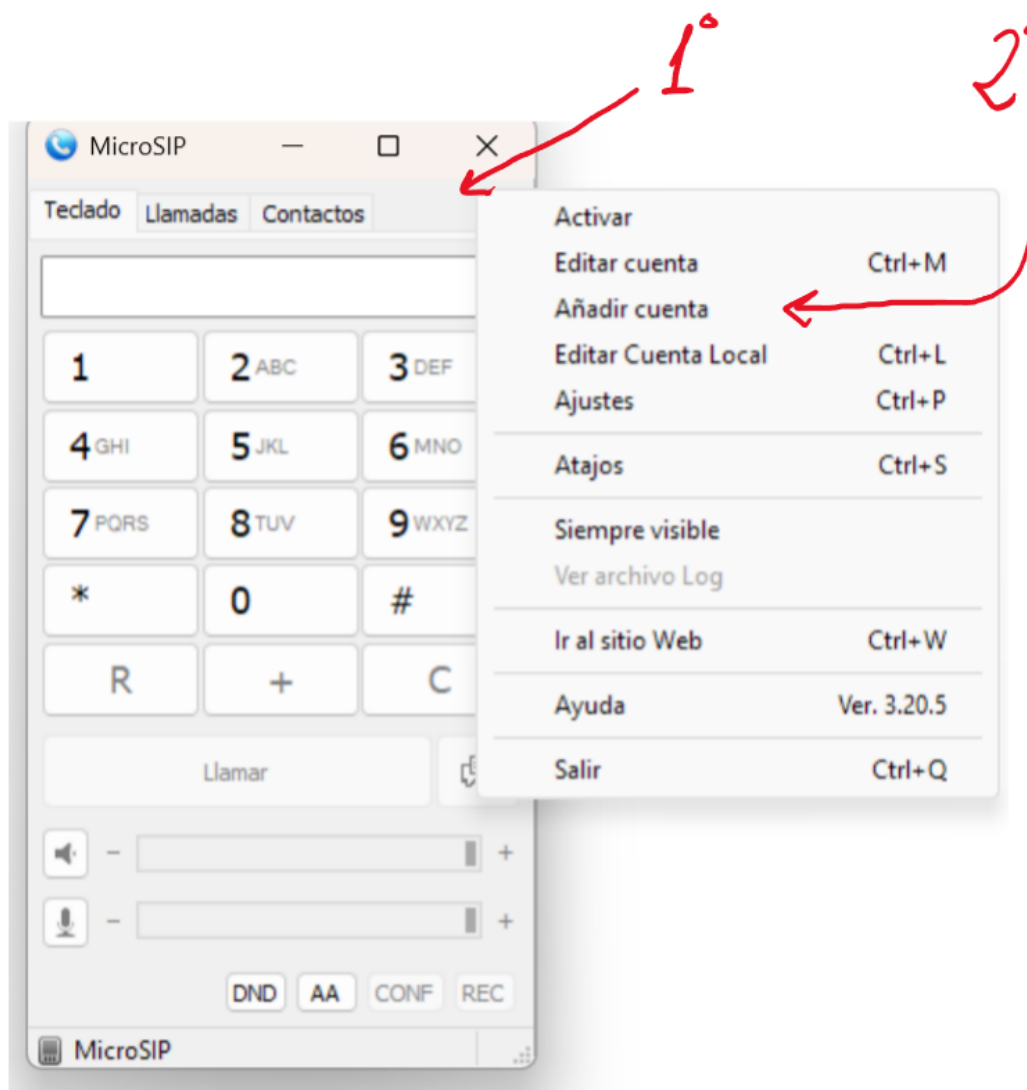 1°
2°
MicroSIP
Teclado Llamadas Contactos
Activar
Editar cuenta Ctrl+M
Añadir cuenta
Editar Cuenta Local Ctrl+L
Ajustes Ctrl+P
Atajos Ctrl+S
Siempre visible
Ver archivo Log
Ir al sitio Web Ctrl+W
Ayuda Ver. 3.20.5
Salir Ctrl+Q
1 2 ABC 3 DEF
4 GHI 5 JKL 6 MNO
7 PQRS 8 TUV 9 WXYZ
* 0 #
R + C
Llamar
- +
- +
DND AA CONF REC
MicroSIP